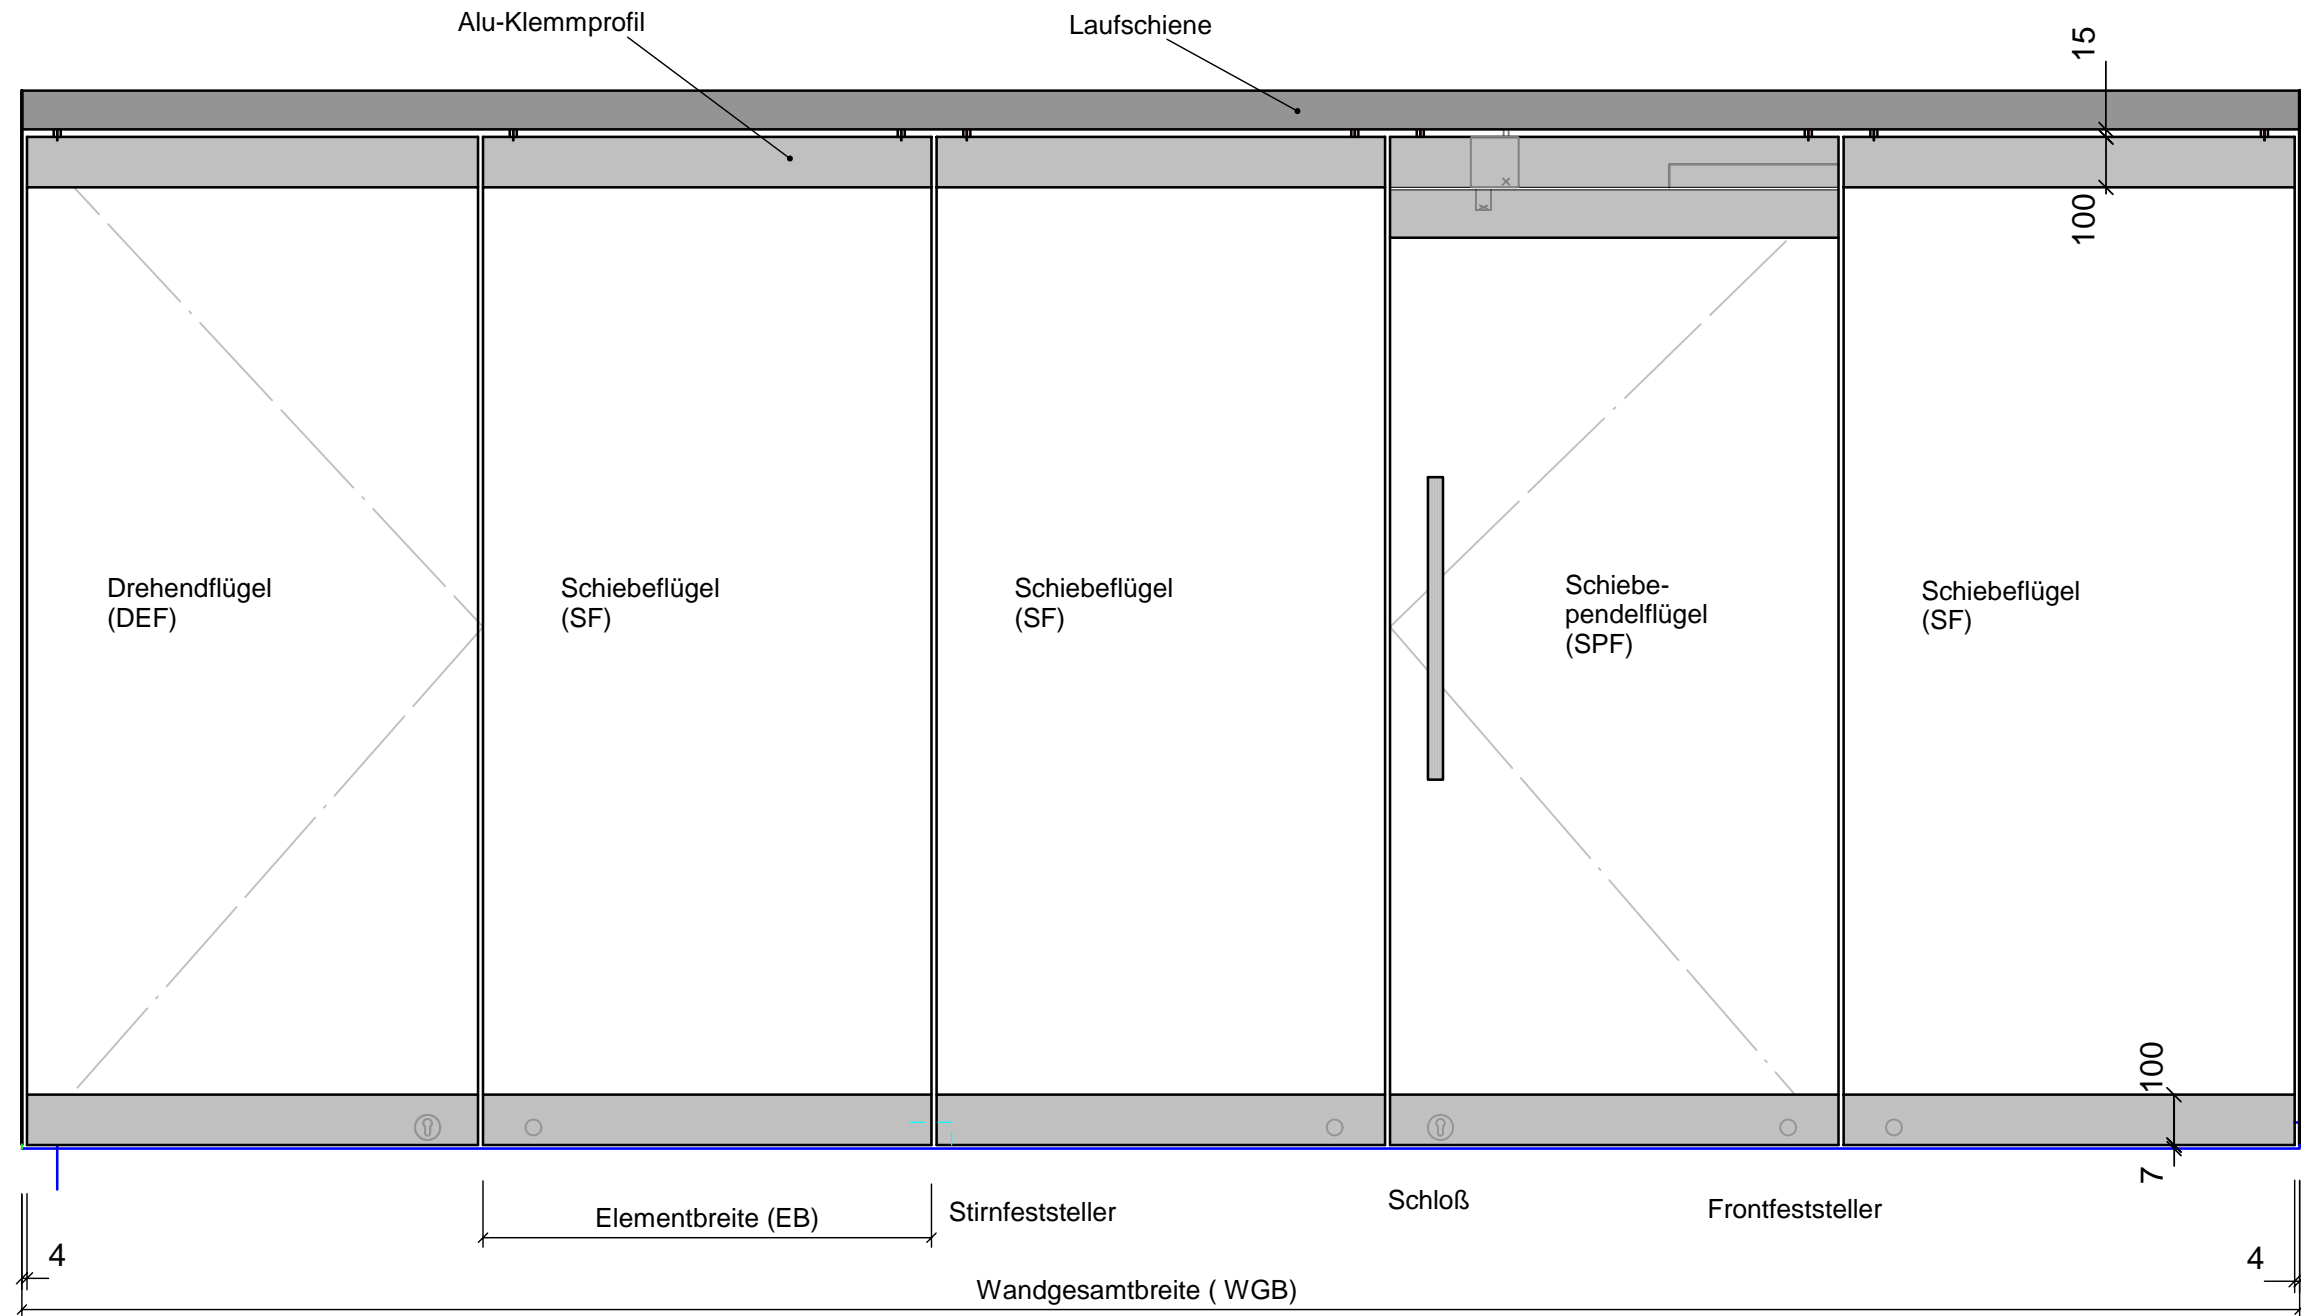 Alu-Klemmprofil
Laufschiene
15
100
Drehendflügel
(DEF)
Schiebeflügel
(SF)
Schiebeflügel
(SF)
Schiebe-
pendelflügel
(SPF)
Schiebeflügel
(SF)
100
7
Elementbreite (EB)
Stirnfeststeller
Schloß
Frontfeststeller
4
4
Wandgesamtbreite ( WGB)